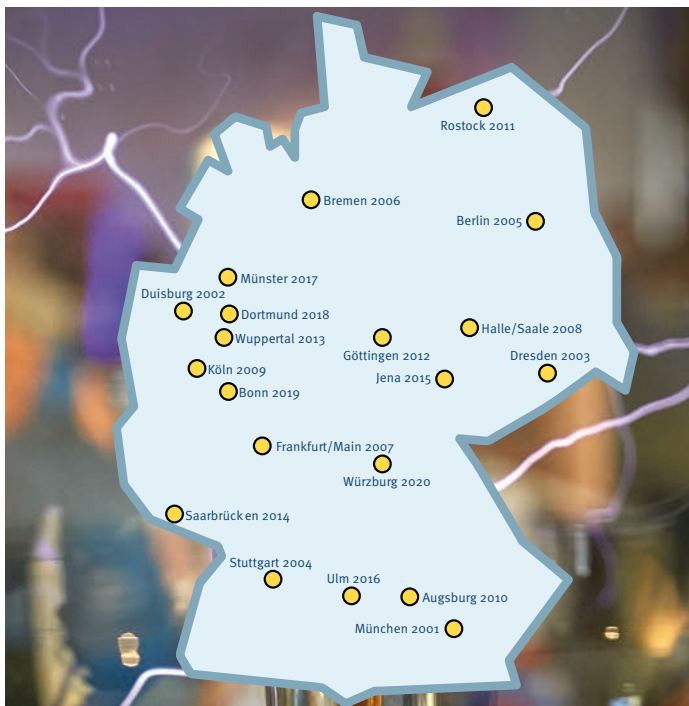 Rostock 2011
Bremen 2006
Berlin 2005
Münster 2017
Duisburg 2002
Dortmund 2018
Halle/Saale 2008
Wuppertal 2013
Göttingen 2012
Dresden 2003
Köln 2009
Jena 2015
Bonn 2019
Frankfurt/Main 2007
Würzburg 2020
Saarbrücken 2014
Stuttgart 2004
Ulm 2016
Augsburg 2010
München 2001